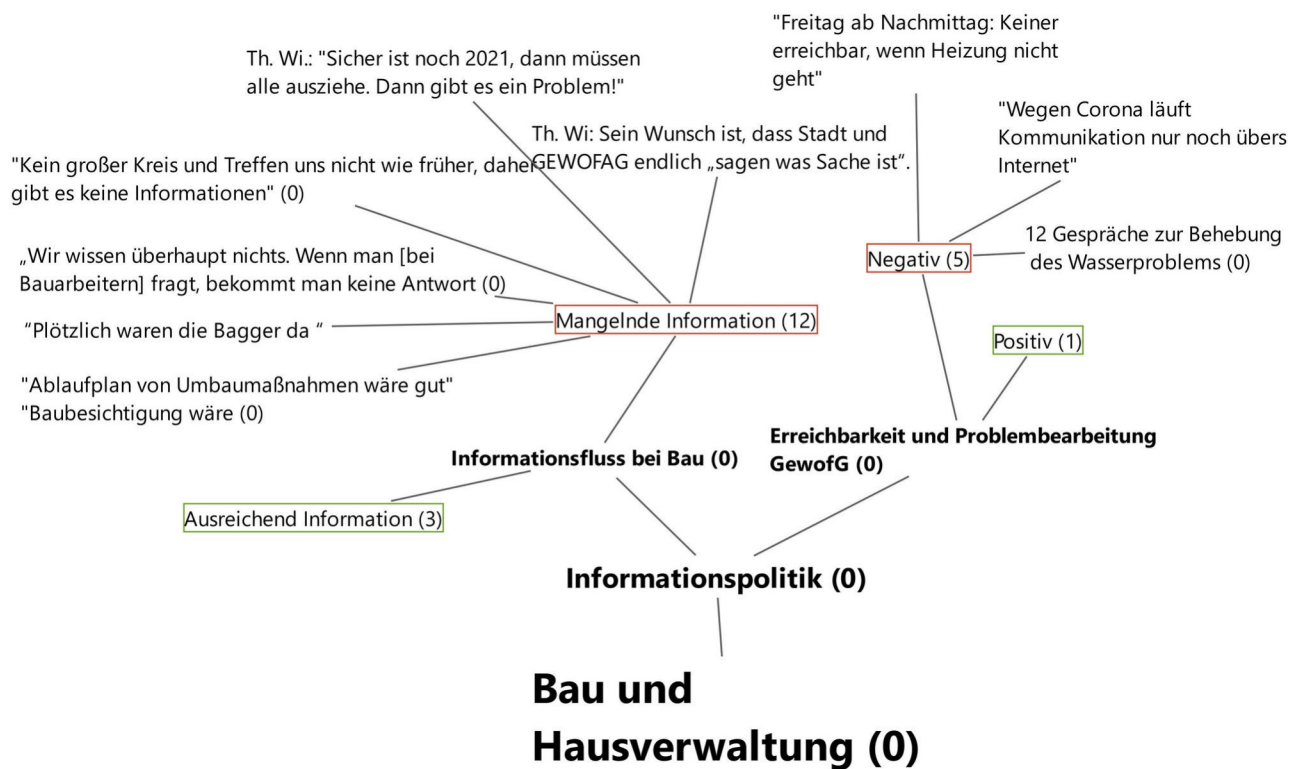 "Freitag ab Nachmittag: Keiner
erreichbar, wenn Heizung nicht
geht"
Th. Wi.: "Sicher ist noch 2021, dann müssen
alle ausziehe. Dann gibt es ein Problem!"
"Wegen Corona läuft
Kommunikation nur noch übers
Internet"
Th. Wi: Sein Wunsch ist, dass Stadt und
GEWOFAG endlich „sagen was Sache ist“.
"Kein großer Kreis und Treffen uns nicht wie früher, daher
gibt es keine Informationen" (0)
12 Gespräche zur Behebung
des Wasserproblems (0)
Negativ (5)
„Wir wissen überhaupt nichts. Wenn man [bei
Bauarbeitern] fragt, bekommt man keine Antwort (0)
Mangelnde Information (12)
“Plötzlich waren die Bagger da “
Positiv (1)
"Ablaufplan von Umbaumaßnahmen wäre gut"
"Baubesichtigung wäre (0)
Erreichbarkeit und Problembearbeitung
GewofG (0)
Informationsfluss bei Bau (0)
Ausreichend Information (3)
Informationspolitik (0)
Bau und
Hausverwaltung (0)